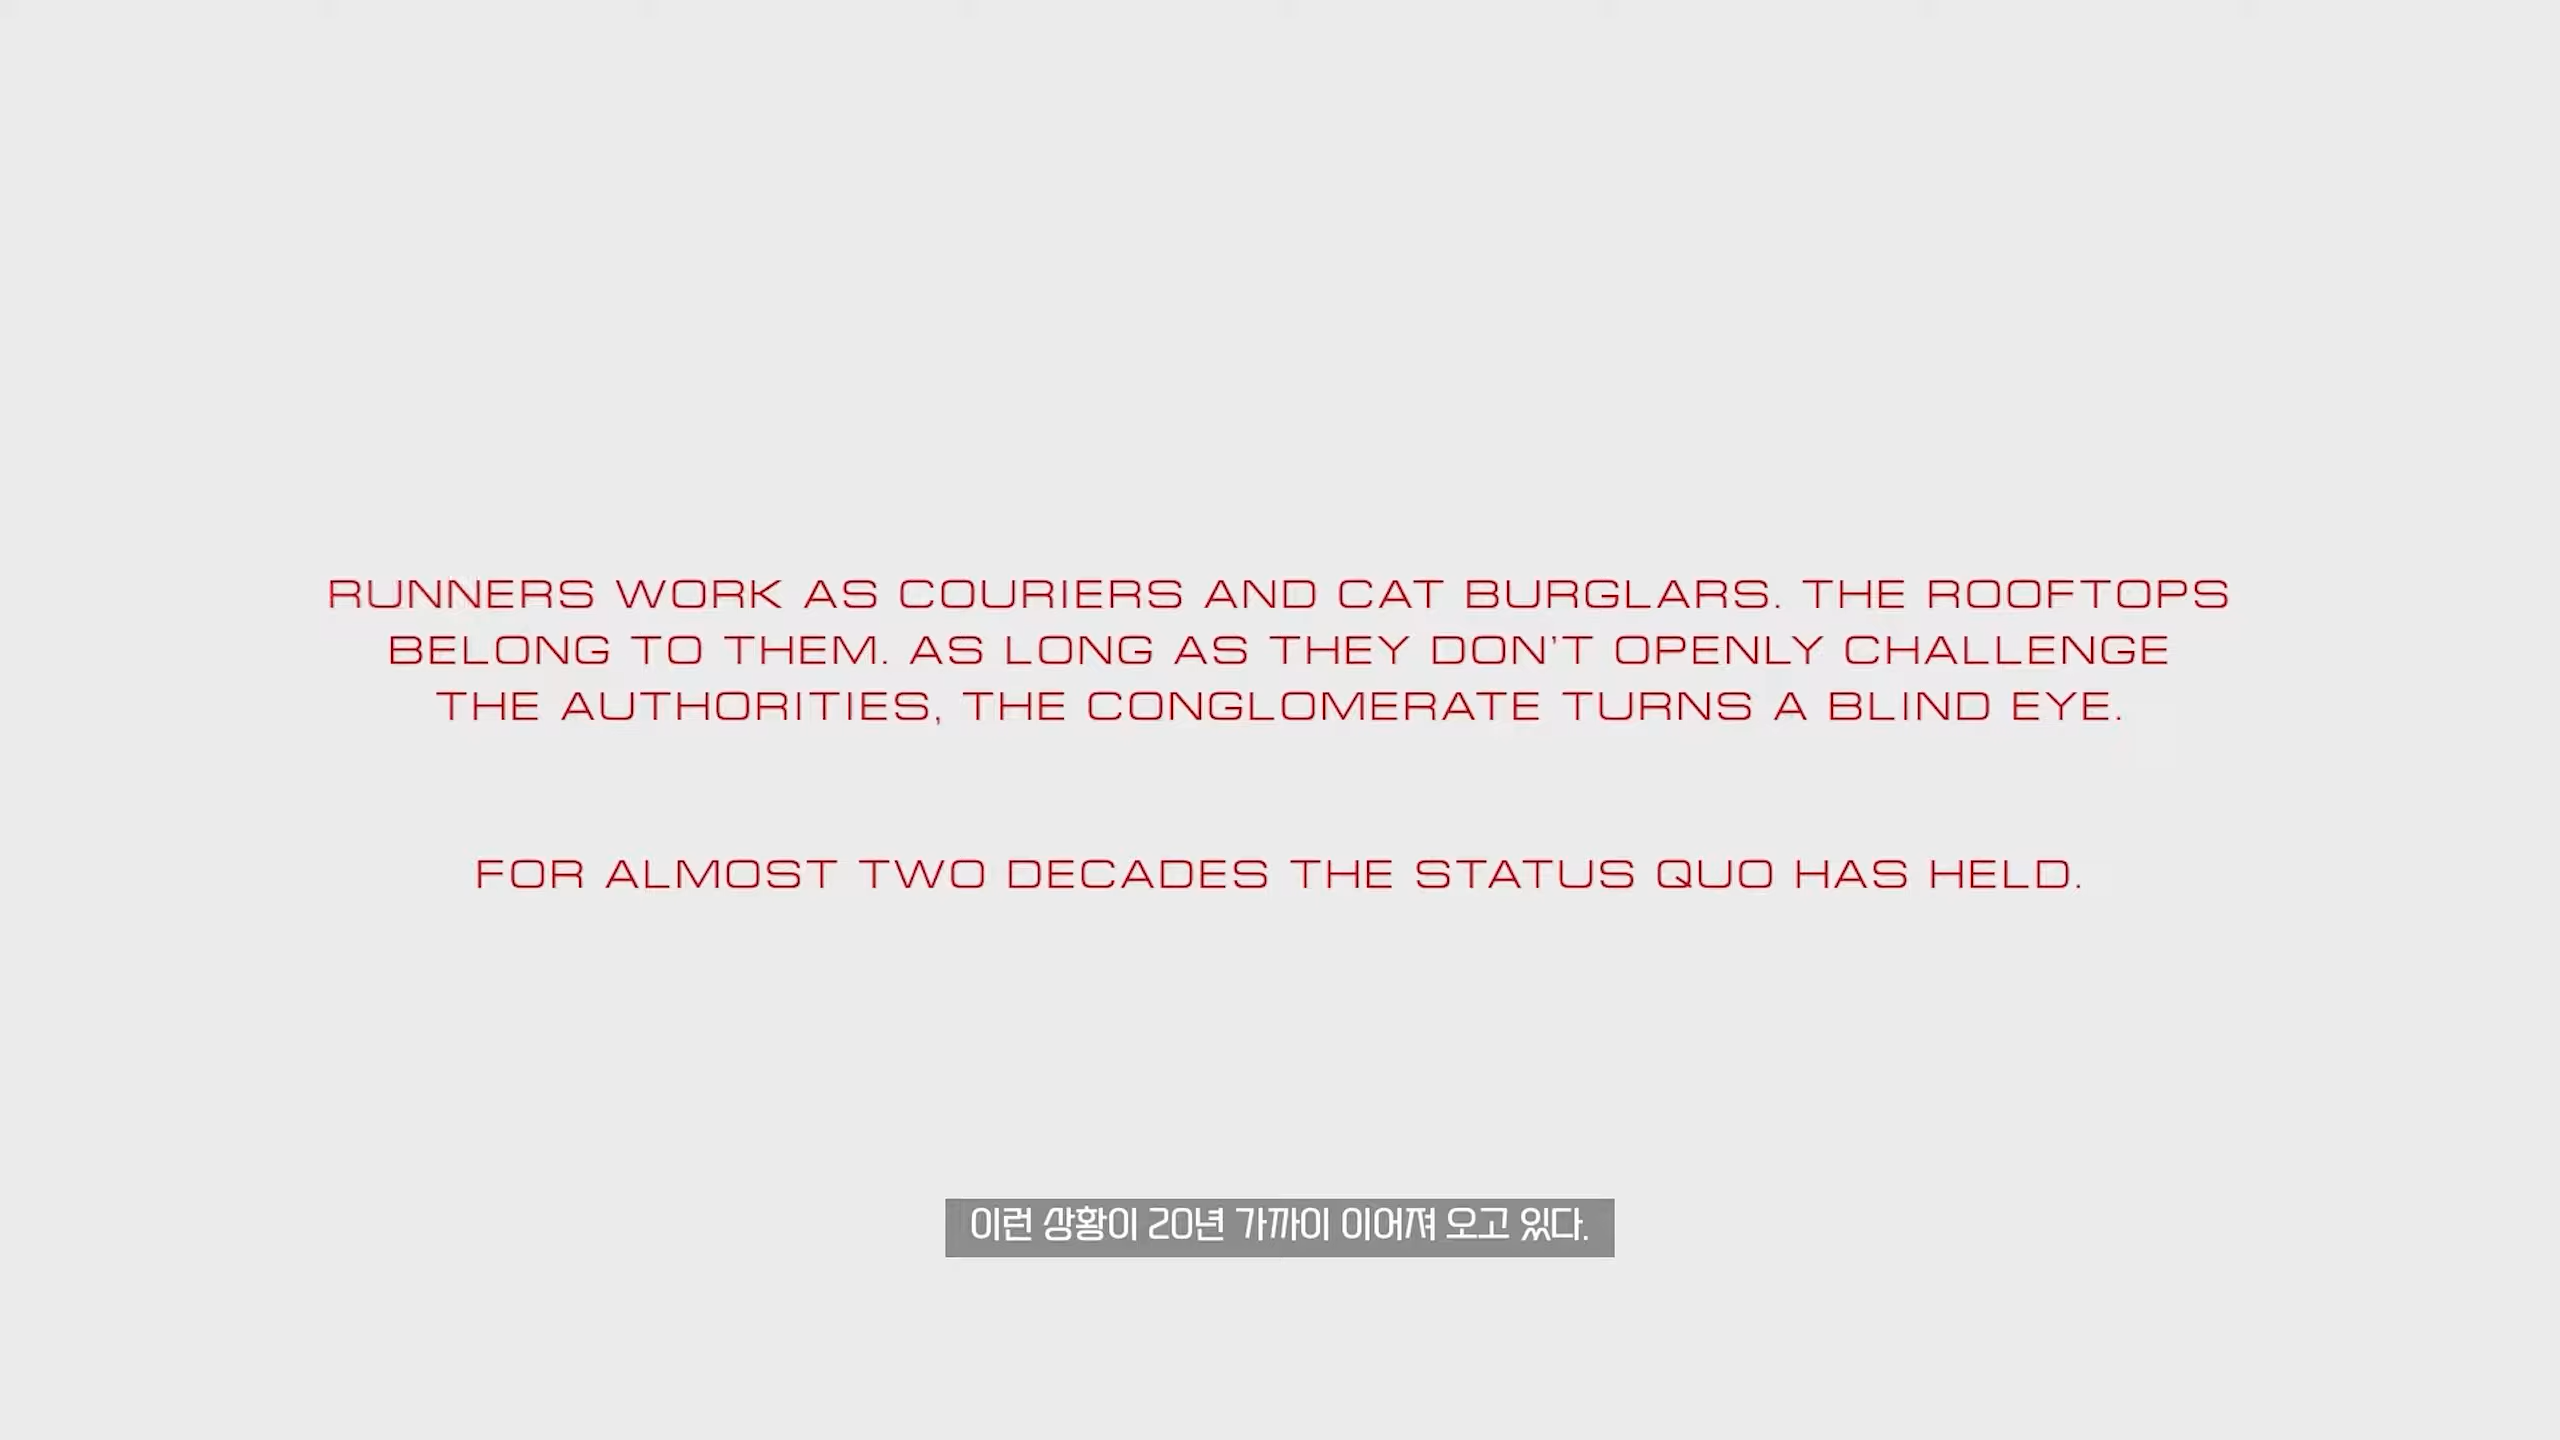 RUNNERS WORK AS COURIERS AND CAT BURGLARS. THE ROOFTOPS
BELONG TO THEM. AS LONG AS THEY DON’T OPENLY CHALLENGE
THE AUTHORITIES, THE CONGLOMERATE TURNS A BLIND EYE.
FOR ALMOST TWO DECADES THE STATUS QUO HAS HELD.
이런 상황이 20년 가까이 이어져 오고 있다.